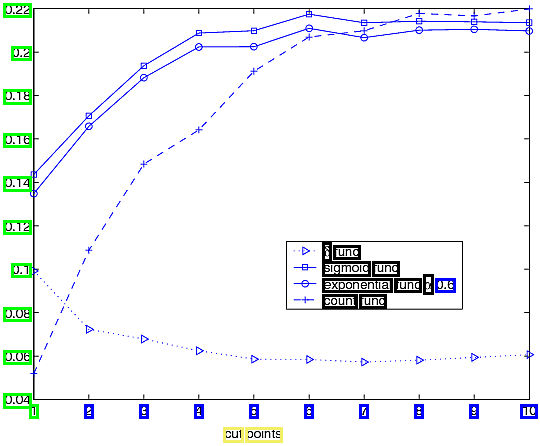 0.22
0.2
0.18
0.16
0.14
0.12
0.1
0.08
0.06
0.04
1 2 3 4 5 6 7 8 9 10
cut points
func
sigmoid func
exponential func α 0.6
count func